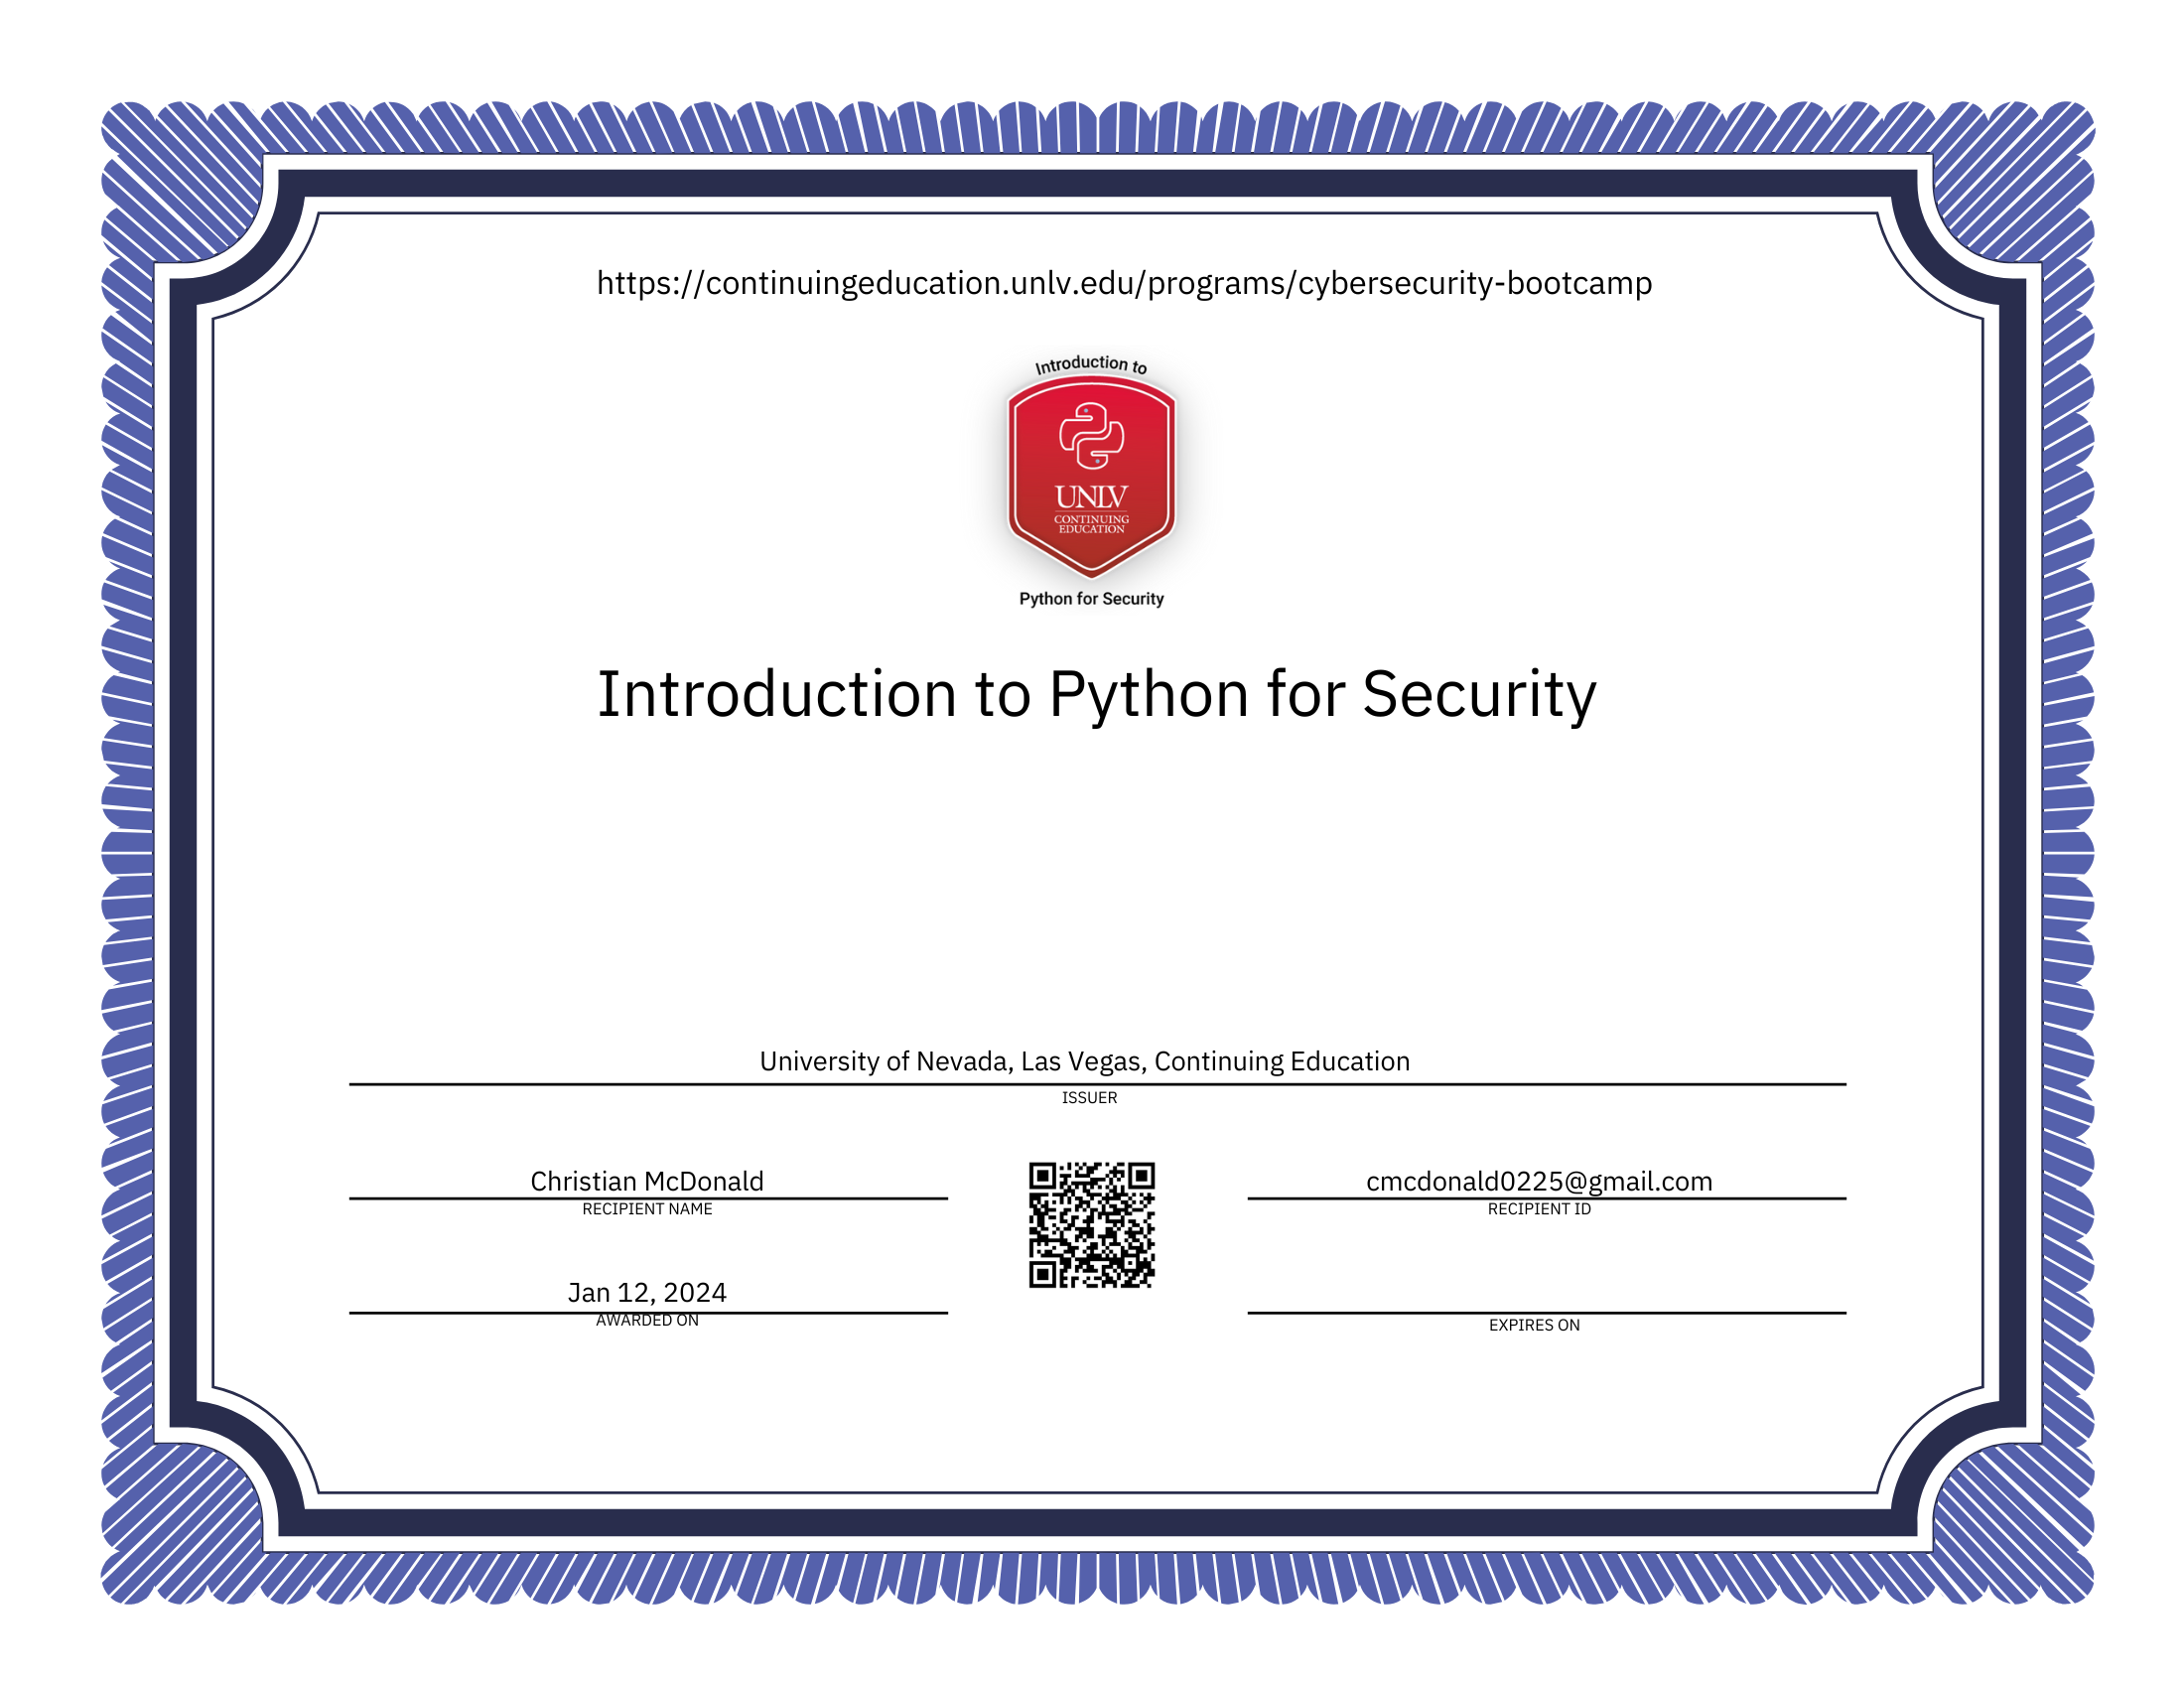 https://continuingeducation.unlv.edu/programs/cybersecurity-bootcamp
Introduction to
UNLV
CONTINUING
EDUCATION
Python for Security
Introduction to Python for Security
University of Nevada, Las Vegas, Continuing Education
ISSUER
Christian McDonald
RECIPIENT NAME
cmcdonald0225@gmail.com
RECIPIENT ID
Jan 12, 2024
AWARDED ON
EXPIRES ON